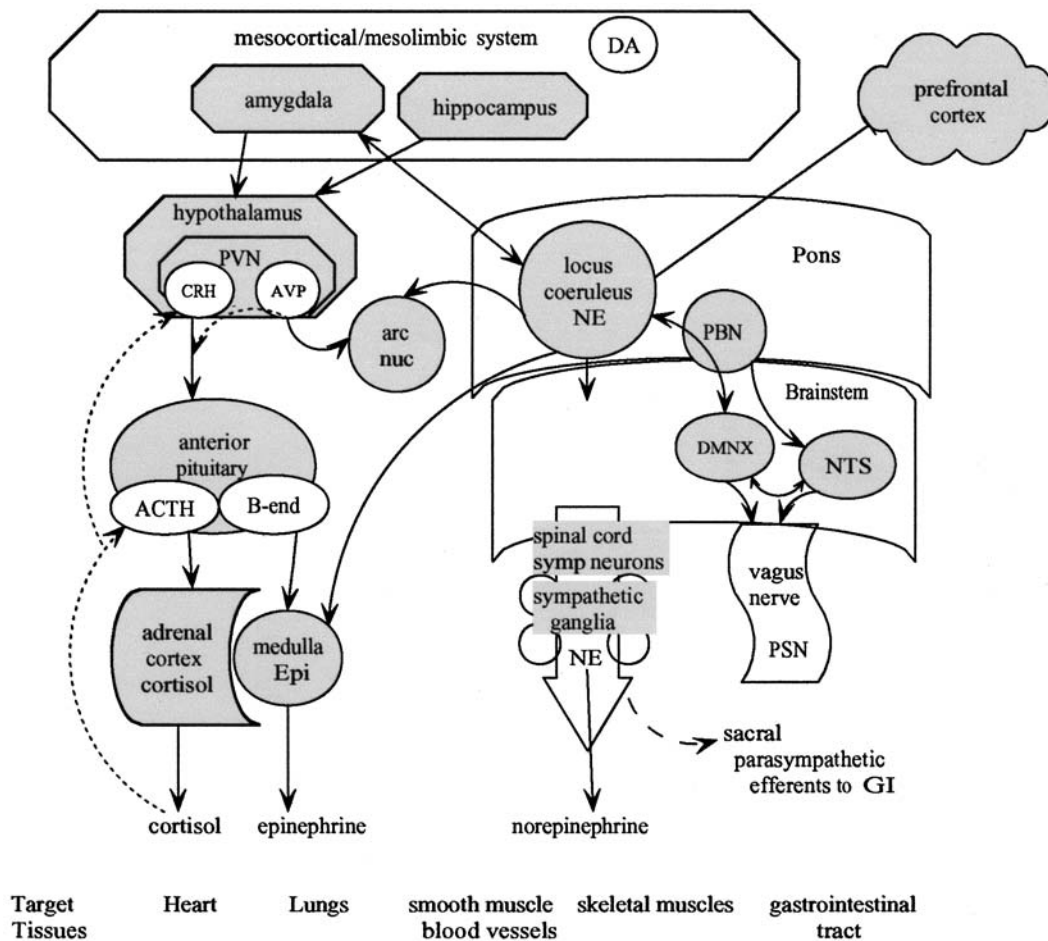 mesocortical/mesolimbic system
DA
amygdala
hippocampus
prefrontal
cortex
hypothalamus
PVN
CRH
AVP
locus
coeruleus
NE
Pons
arc
nuc
PBN
Brainstem
DMNX
NTS
anterior
pituitary
ACTH
B-end
spinal cord
symp neurons
sympathetic
ganglia
NE
vagus
nerve
PSN
adrenal
cortex
cortisol
medulla
Epi
sacral
parasympathetic
efferents to GI
cortisol
epinephrine
norepinephrine
Target
Tissues
Heart
Lungs
smooth muscle
blood vessels
skeletal muscles
gastrointestinal
tract